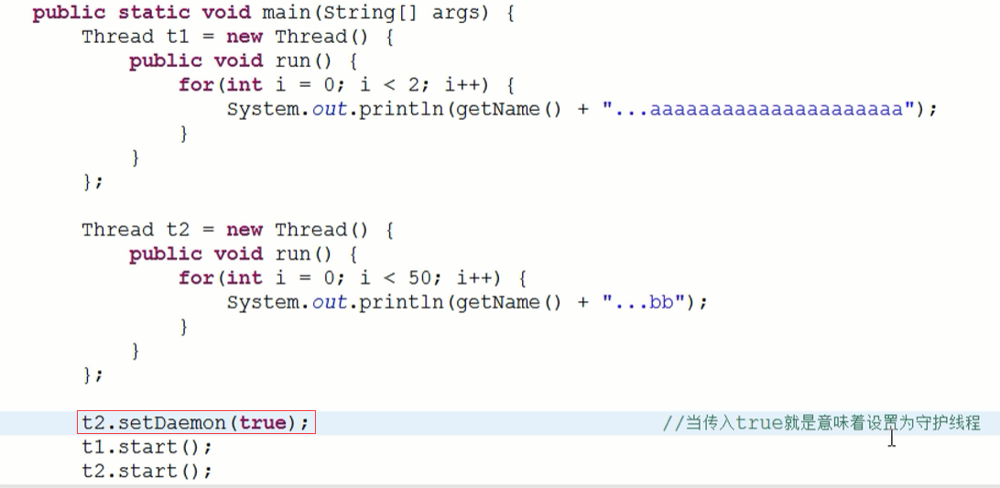 public static void main(String[] args) {
Thread t1 = new Thread() {
public void run() {
for(int i = 0; i < 2; i++) {
System.out.println(getName() + "...aaaaaaaaaaaaaaaaaaaaa");
}
}
};
Thread t2 = new Thread() {
public void run() {
for(int i = 0; i < 50; i++) {
System.out.println(getName() + "...bb");
}
}
};
t2.setDaemon(true); //当传入true就是意味着设置为守护线程
t1.start();
t2.start();